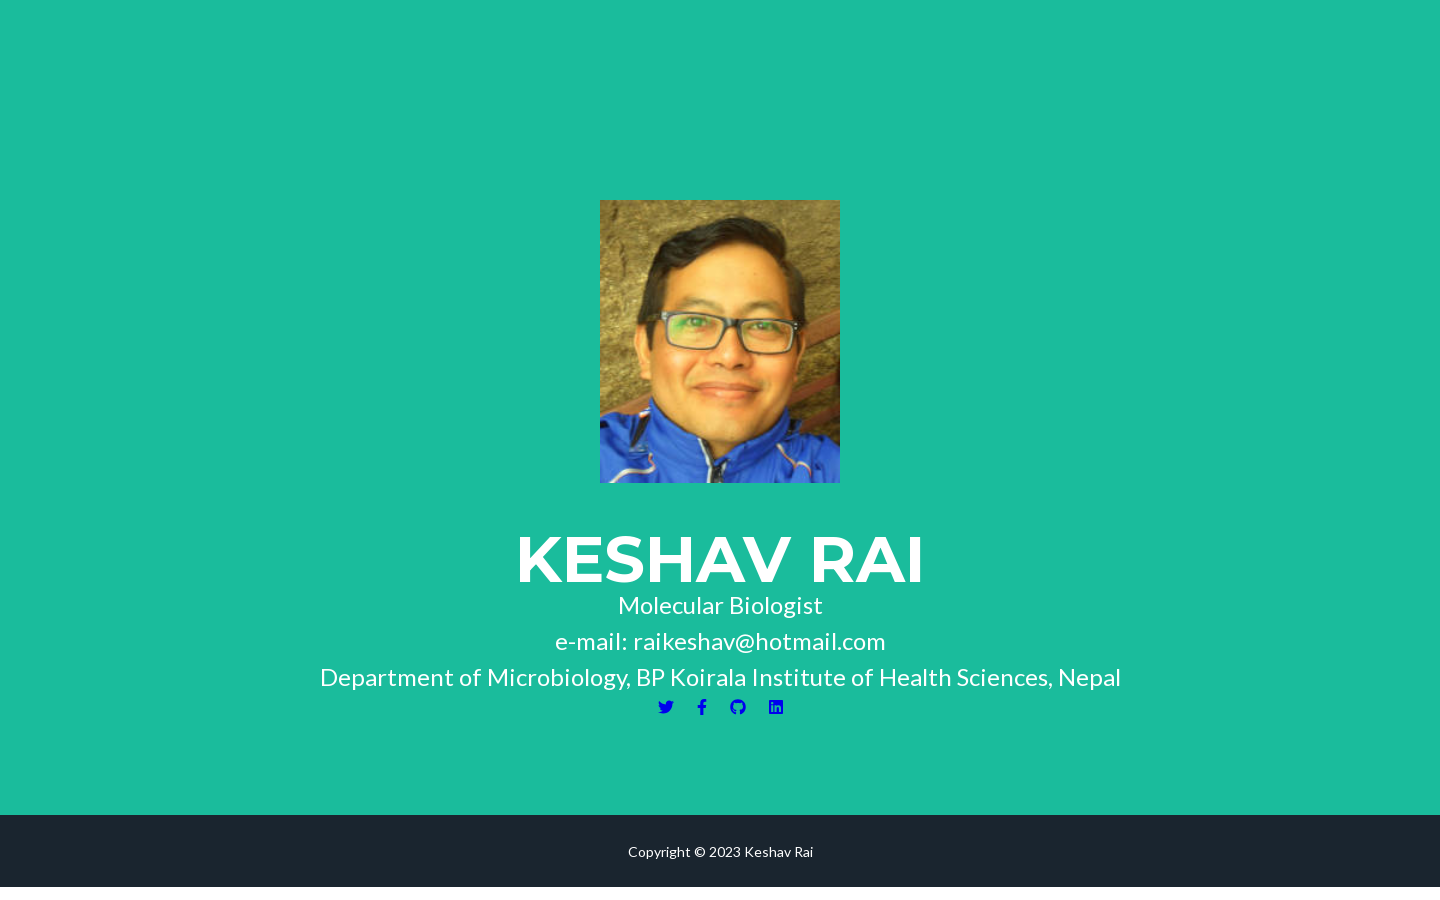 KESHAV RAI
Molecular Biologist
e-mail: raikeshav@hotmail.com
Department of Microbiology, BP Koirala Institute of Health Sciences, Nepal
Copyright © 2023 Keshav Rai